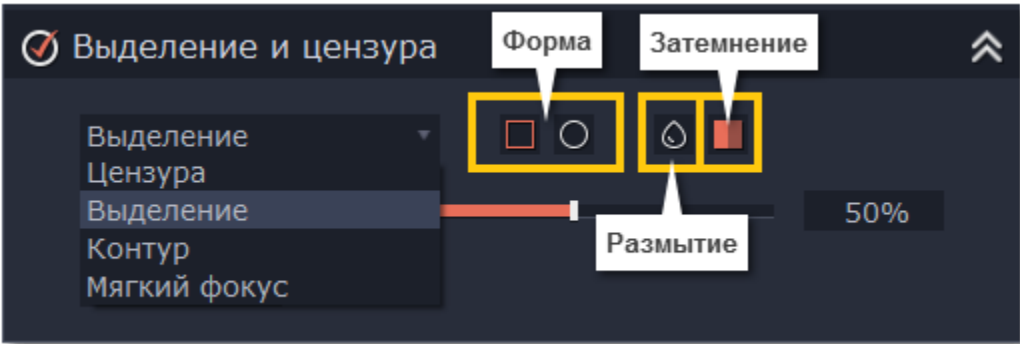 Выделение и цензура
Форма
Затемнение
Выделение
Цензура
Выделение
Контур
Мягкий фокус
50%
Размытие